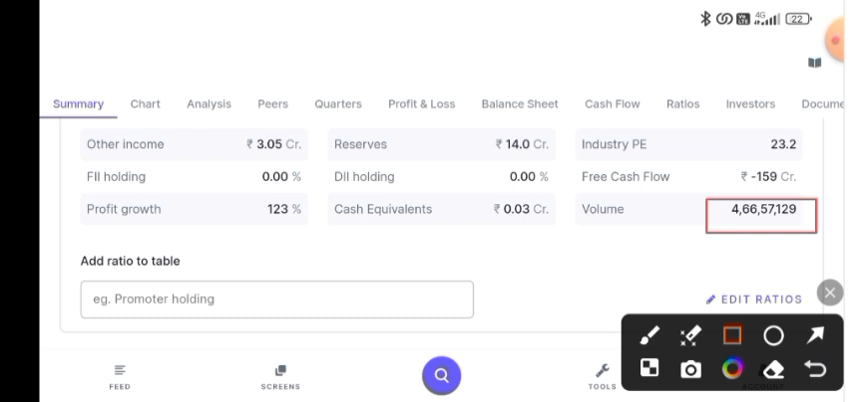 4G 22
Summary Chart Analysis Peers Quarters Profit & Loss Balance Sheet Cash Flow Ratios Investors Docume
Other income ₹ 3.05 Cr. Reserves ₹ 14.0 Cr. Industry PE 23.2
FII holding 0.00 % DII holding 0.00 % Free Cash Flow ₹ -159 Cr.
Profit growth 123 % Cash Equivalents ₹ 0.03 Cr. Volume 4,66,57,129
Add ratio to table
eg. Promoter holding EDIT RATIOS
FEED SCREENS TOOLS